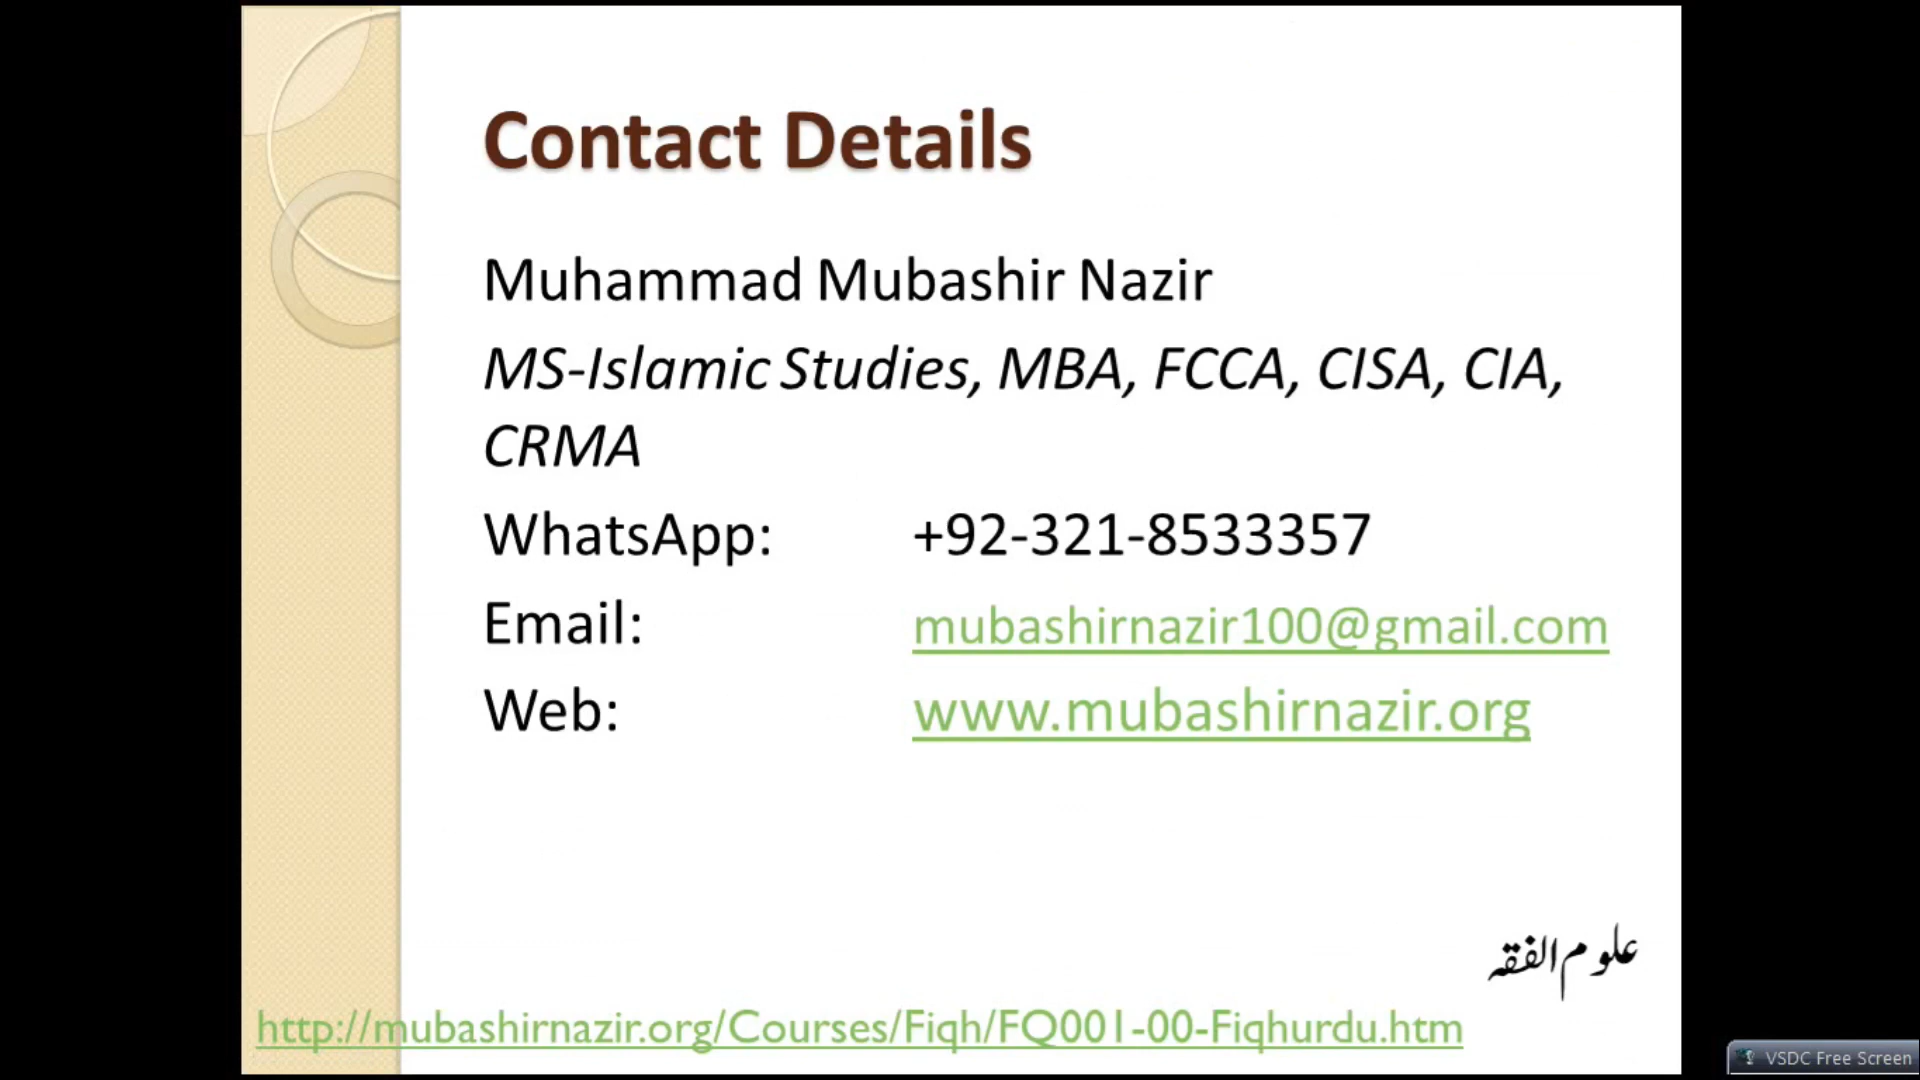 Contact Details
Muhammad Mubashir Nazir
MS-Islamic Studies, MBA, FCCA, CISA, CIA,
CRMA
WhatsApp: +92-321-8533357
Email: mubashirnazir100@gmail.com
Web: www.mubashirnazir.org
علوم الفقہ
http://mubashirnazir.org/Courses/Fiqh/FQ001-00-Fiqhurdu.htm
VSDC Free Screen